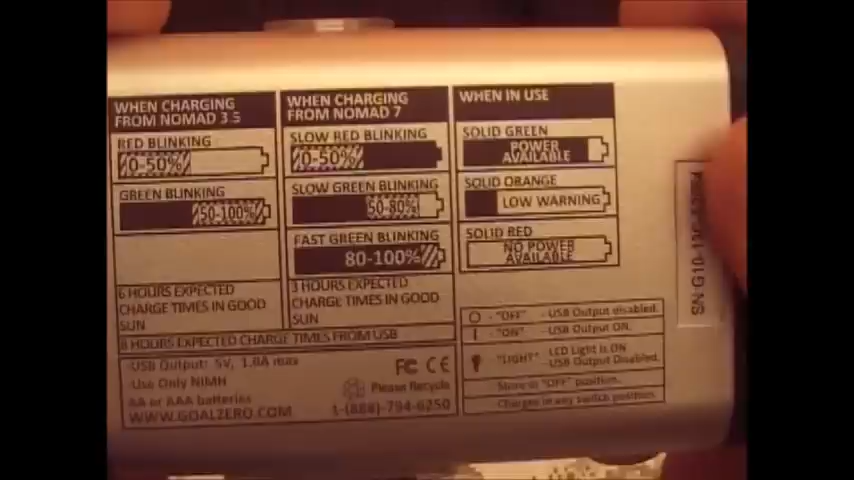 WHEN CHARGING
FROM NOMAD 3.5
RED BLINKING
0-50%
GREEN BLINKING
50-100%
6 HOURS EXPECTED
CHARGE TIMES IN GOOD
SUN
WHEN CHARGING
FROM NOMAD 7
SLOW RED BLINKING
0-50%
SLOW GREEN BLINKING
50-80%
FAST GREEN BLINKING
80-100%
3 HOURS EXPECTED
CHARGE TIMES IN GOOD
SUN
8 HOURS EXPECTED CHARGE TIMES FROM USB
USB Output: 5V, 1.0A max
Use Only NIMH
AA or AAA batteries
WWW.GOALZERO.COM
FC CE
Please Recycle
1-(888)-794-6250
WHEN IN USE
SOLID GREEN
POWER
AVAILABLE
SOLID ORANGE
LOW WARNING
SOLID RED
NO POWER
AVAILABLE
O - "OFF" - USB Output disabled.
I - "ON" - USB Output ON.
"LIGHT" - LED Light is ON
USB Output Disabled.
Store in "OFF" position.
Charges in any switch position.
SN:G10-